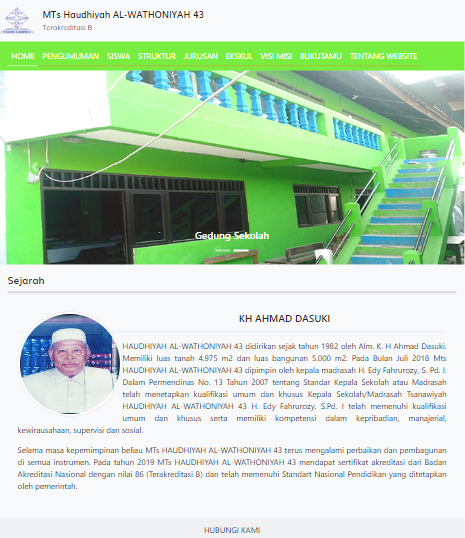 MTs Haudhiyah AL-WATHONIYAH 43
Terakreditasi B
HOME PENGUMUMAN SISWA STRUKTUR JURUSAN EKSKUL VISI MISI BUKUTAMU TENTANG WEBSITE
Gedung Sekolah
Sejarah
KH AHMAD DASUKI
HAUDHIYAH AL-WATHONIYAH 43 didirikan sejak tahun 1982 oleh Alm. K. H Ahmad Dasuki.
Memiliki luas tanah 4.975 m2 dan luas bangunan 5.000 m2. Pada Bulan Juli 2018 Mts
HAUDHIYAH AL-WATHONIYAH 43 dipimpin oleh kepala madrasah H. Edy Fahrurozy, S. Pd. I.
Dalam Permendinas No. 13 Tahun 2007 tentang Standar Kepala Sekolah atau Madrasah
telah menetapkan kualifikasi umum dan khusus Kepala Sekolah/Madrasah Tsanawiyah
HAUDHIYAH AL-WATHONIYAH 43 H. Edy Fahrurozy, S.Pd. I telah memenuhi kualifikasi
umum dan khusus serta memiliki kompetensi dalam kepribadian, manajerial,
kewirausahaan, supervisi dan sosial.
Selama masa kepemimpinan beliau MTs HAUDHIYAH AL-WATHONIYAH 43 terus mengalami perbaikan dan pembagunan
di semua instrumen. Pada tahun 2019 MTs HAUDHIYAH AL-WATHONIYAH 43 mendapat sertifikat akreditasi dari Badan
Akreditasi Nasional dengan nilai 86 (Terakreditasi B) dan telah memenuhi Standart Nasional Pendidikan yang ditetapkan
oleh pemerintah.
HUBUNGI KAMI